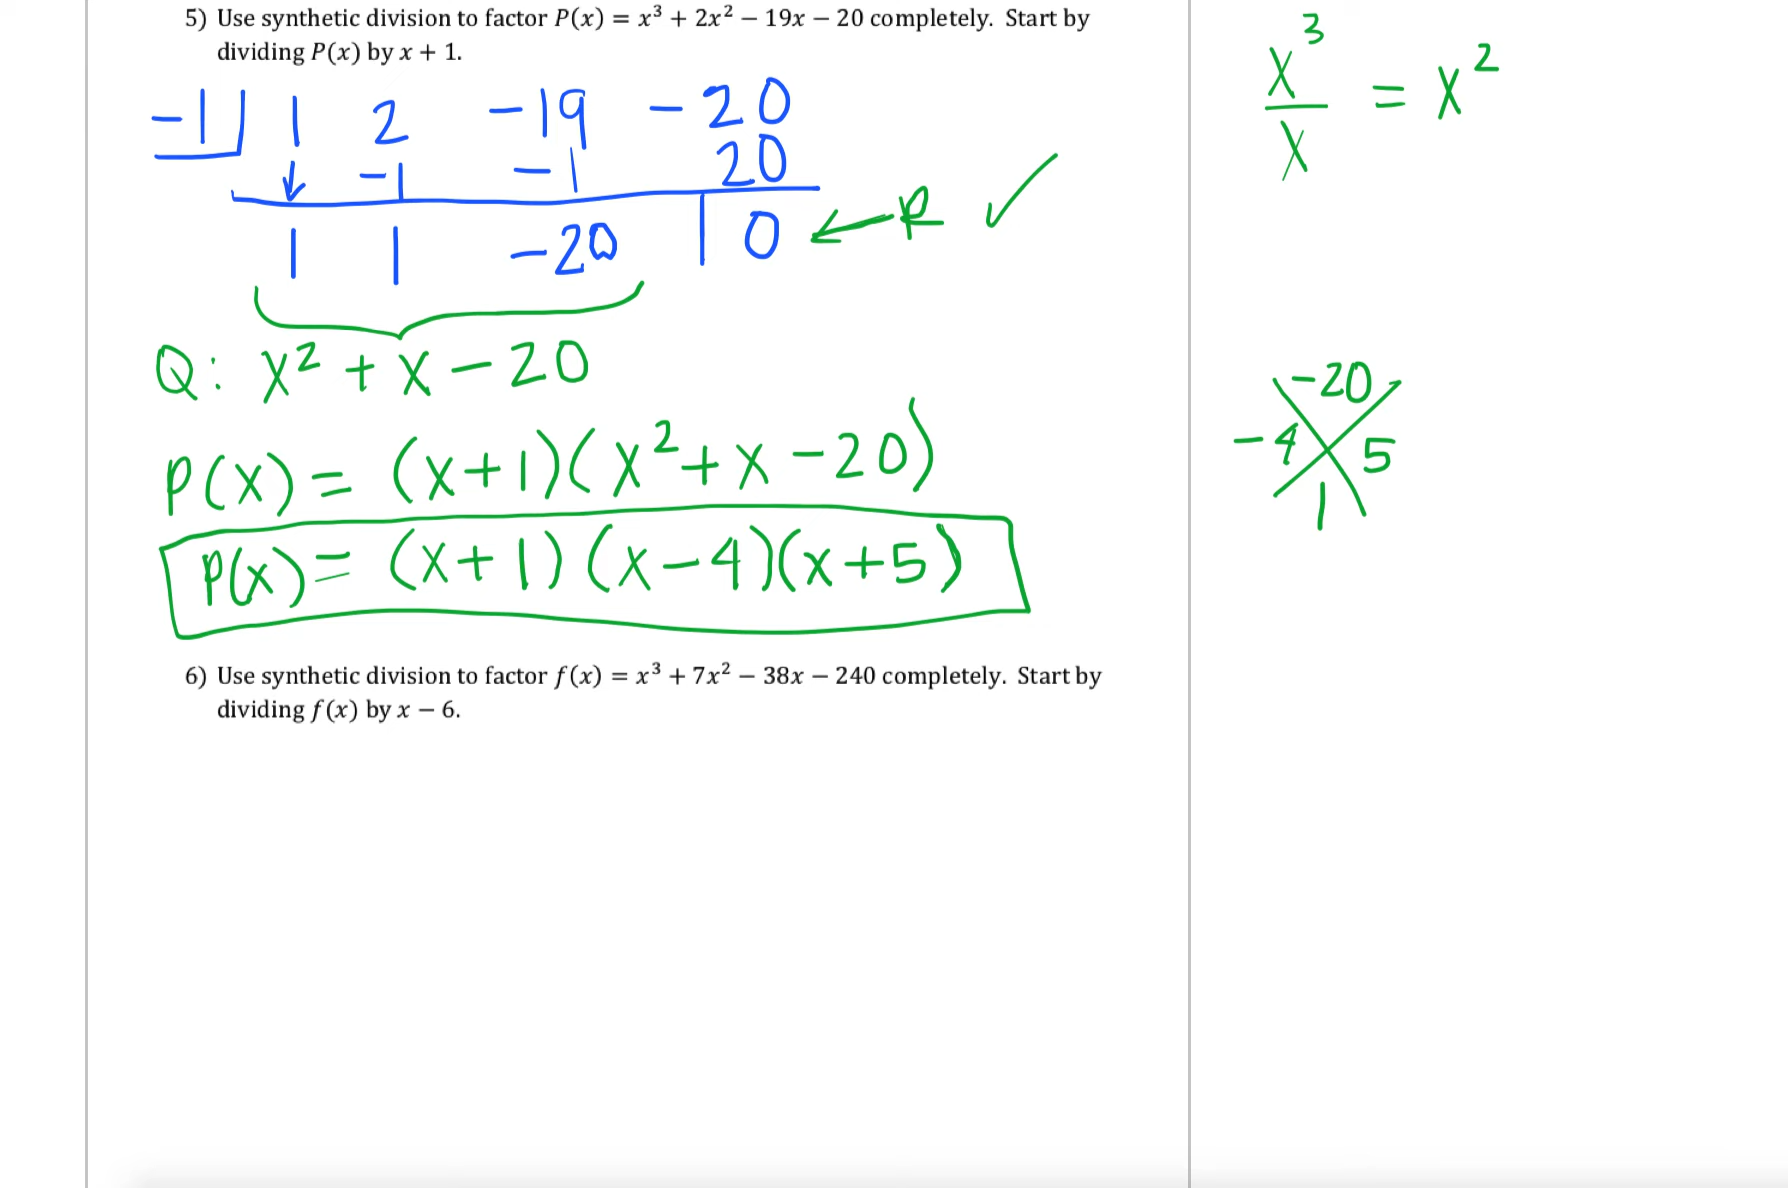 5) Use synthetic division to factor P(x) = x³ + 2x² − 19x − 20 completely. Start by
dividing P(x) by x + 1.
-1 1 2 -19 -20
↓ -1 -1 20
1 1 -20 0 ← R ✓
Q: x² + x - 20
P(x) = (x+1)(x²+x-20)
P(x) = (x+1)(x-4)(x+5)
6) Use synthetic division to factor f(x) = x³ + 7x² − 38x − 240 completely. Start by
dividing f(x) by x − 6.
x³
x
= x²
-20
-4 5
1